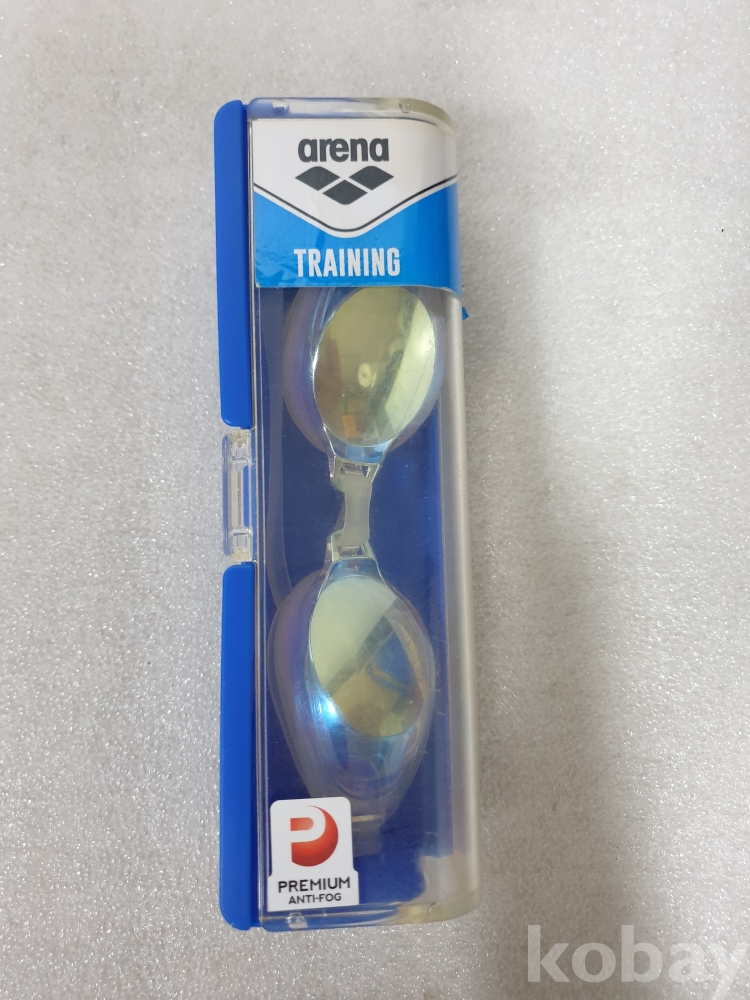 arena
TRAINING
P
PREMIUM
ANTI-FOG
kobay